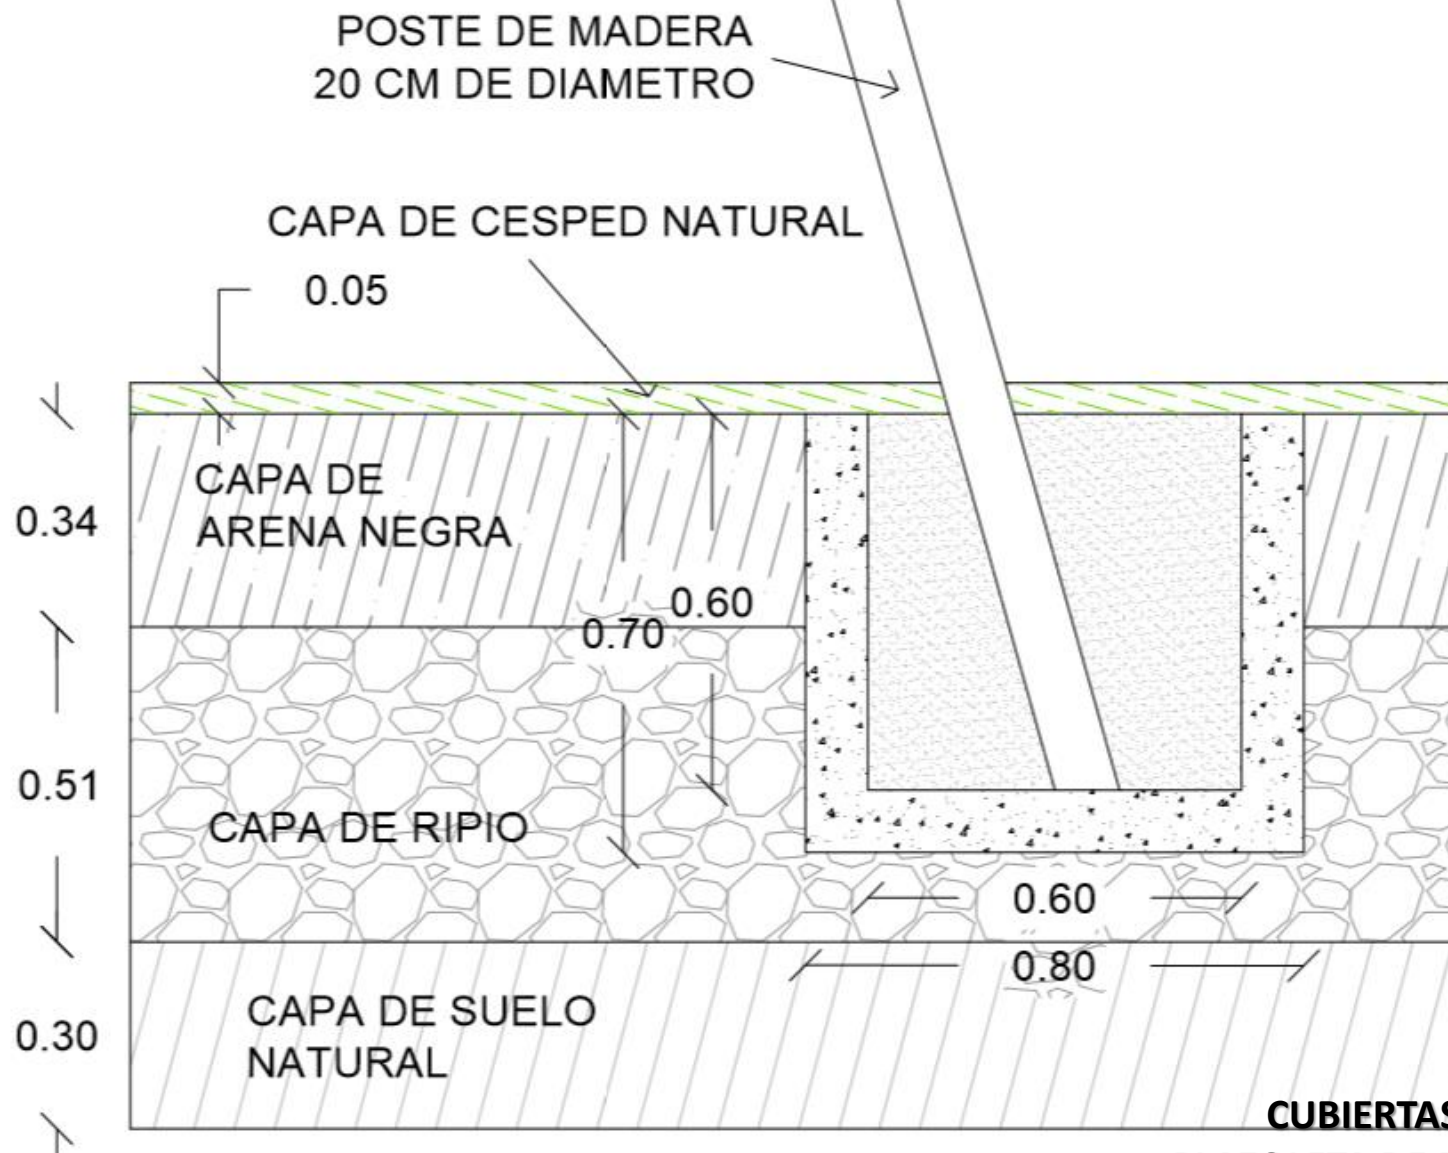 POSTE DE MADERA
20 CM DE DIAMETRO
CAPA DE CESPED NATURAL
0.05
CAPA DE
ARENA NEGRA
0.34
0.60
0.70
0.51
CAPA DE RIPIO
0.60
0.80
CAPA DE SUELO
NATURAL
0.30
CUBIERTAS